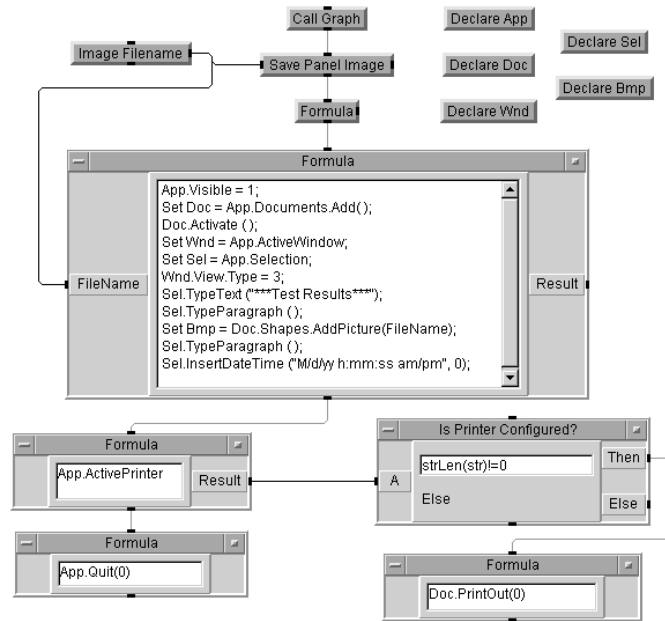 Call Graph
Declare App
Image Filename
Declare Sel
Save Panel Image
Declare Doc
Declare Bmp
Formula
Declare Wnd
Formula
App.Visible = 1;
Set Doc = App.Documents.Add();
Doc.Activate ();
Set Wnd = App.ActiveWindow;
Set Sel = App.Selection;
Wnd.View.Type = 3;
Sel.TypeText ("***Test Results***");
Sel.TypeParagraph ();
Set Bmp = Doc.Shapes.AddPicture(FileName);
Sel.TypeParagraph ();
Sel.InsertDateTime ("M/d/yy h:mm:ss am/pm", 0);
FileName
Result
Formula
App.ActivePrinter
Result
Is Printer Configured?
A
strLen(str)!=0
Then
Else
Else
Formula
App.Quit(0)
Formula
Doc.PrintOut(0)